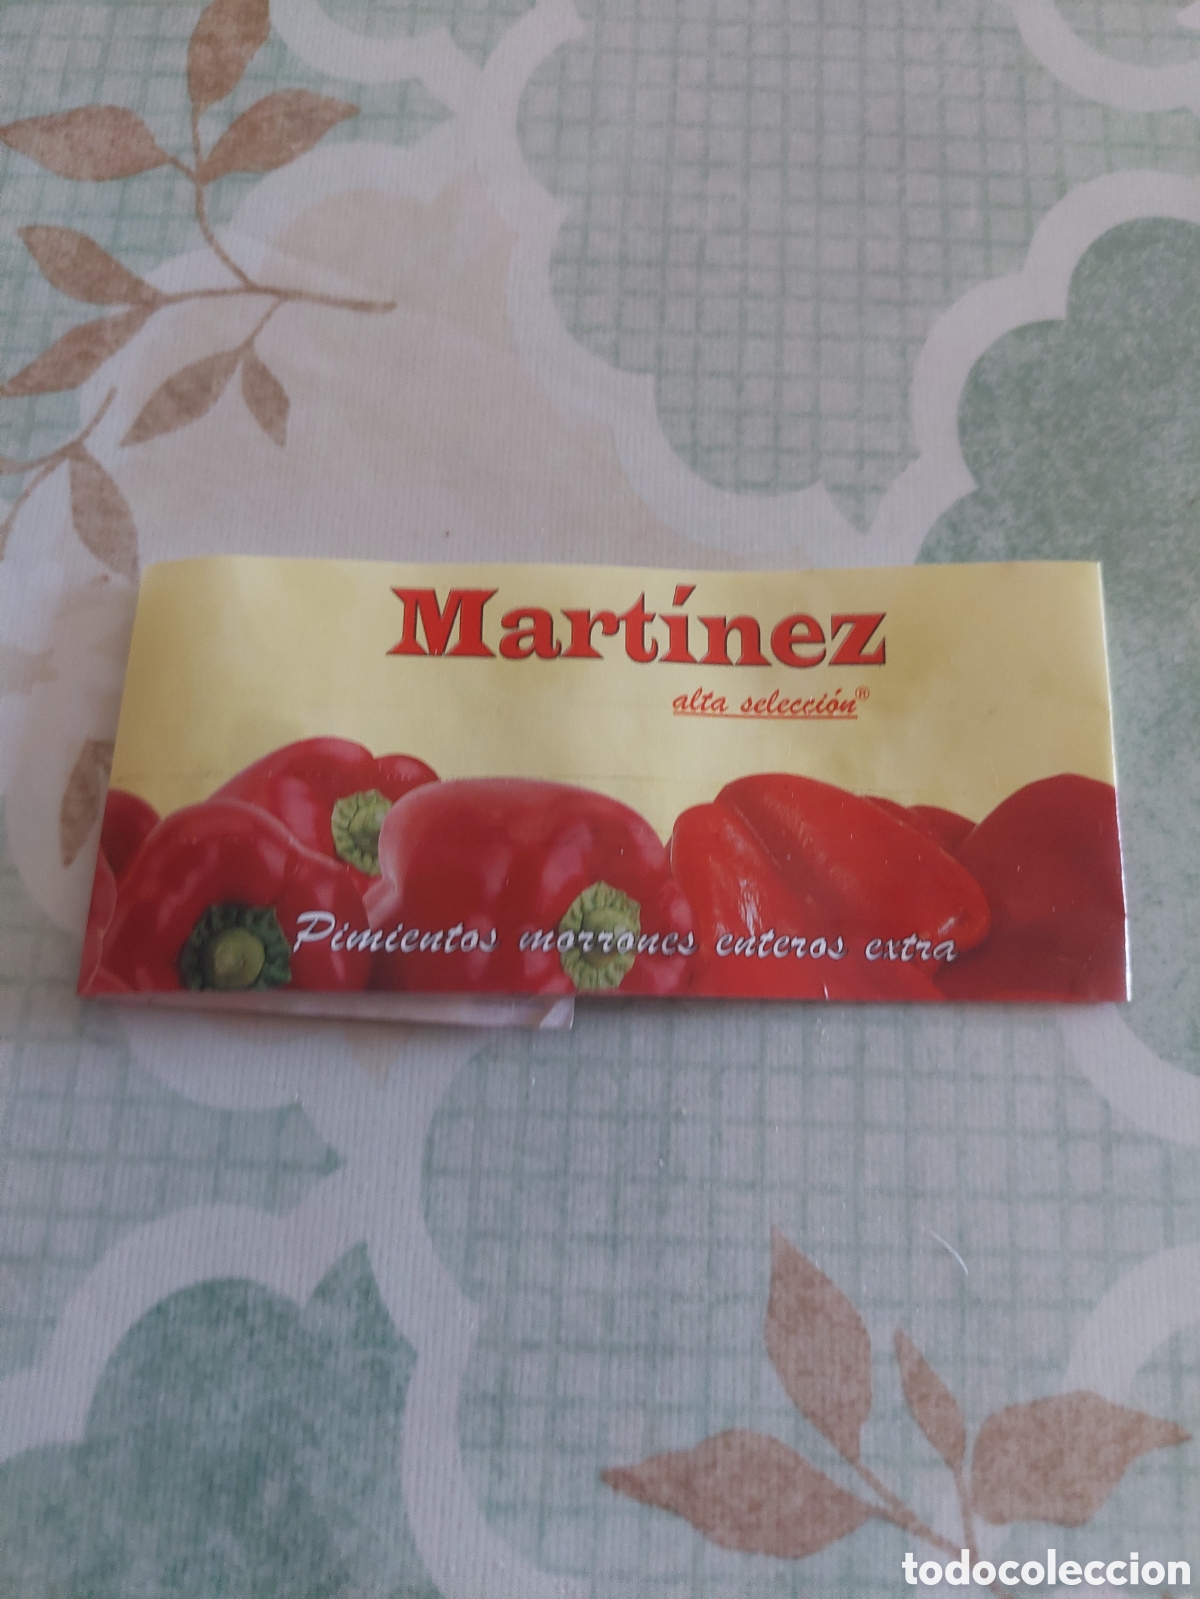 Martínez
alta selección®
Pimientos morrones enteros extra
todocoleccion